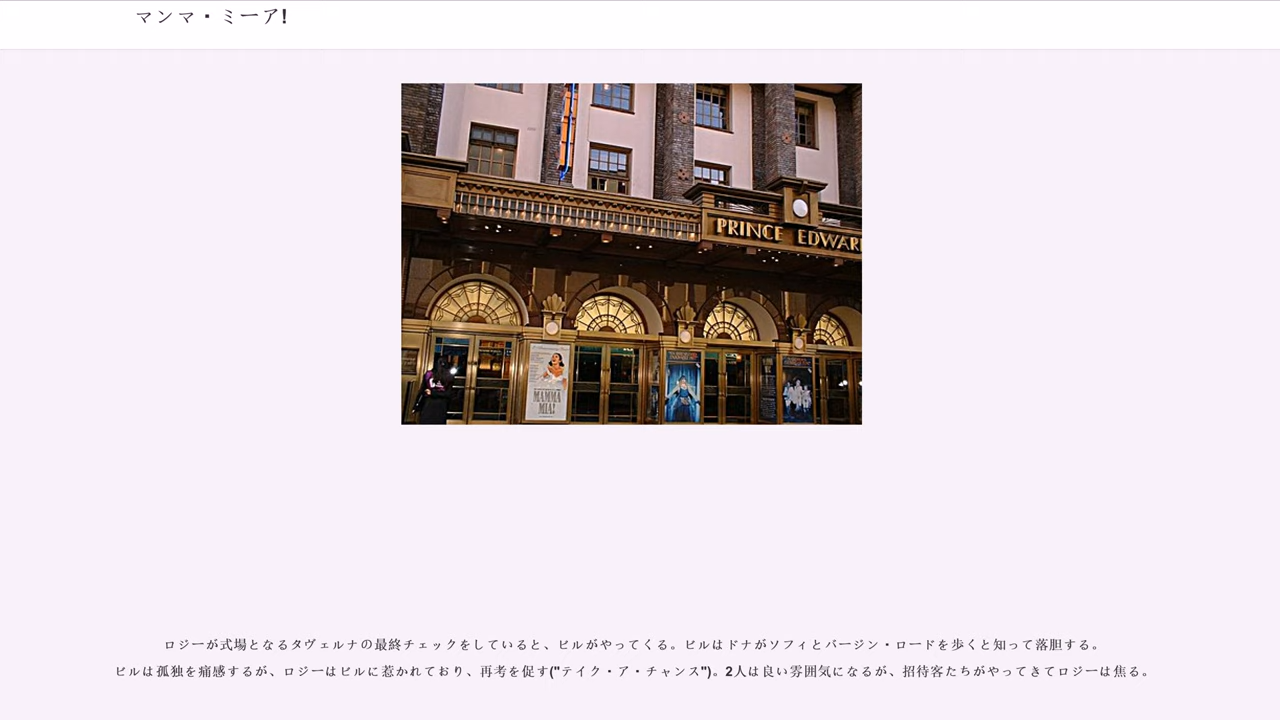 マンマ・ミーア!
PRINCE EDWAR
MAMMA
MIA!
ロジーが式場となるタヴェルナの最終チェックをしていると、ビルがやってくる。ビルはドナがソフィとバージン・ロードを歩くと知って落胆する。
ビルは孤独を痛感するが、ロジーはビルに惹かれており、再考を促す("テイク・ア・チャンス")。2人は良い雰囲気になるが、招待客たちがやってきてロジーは焦る。